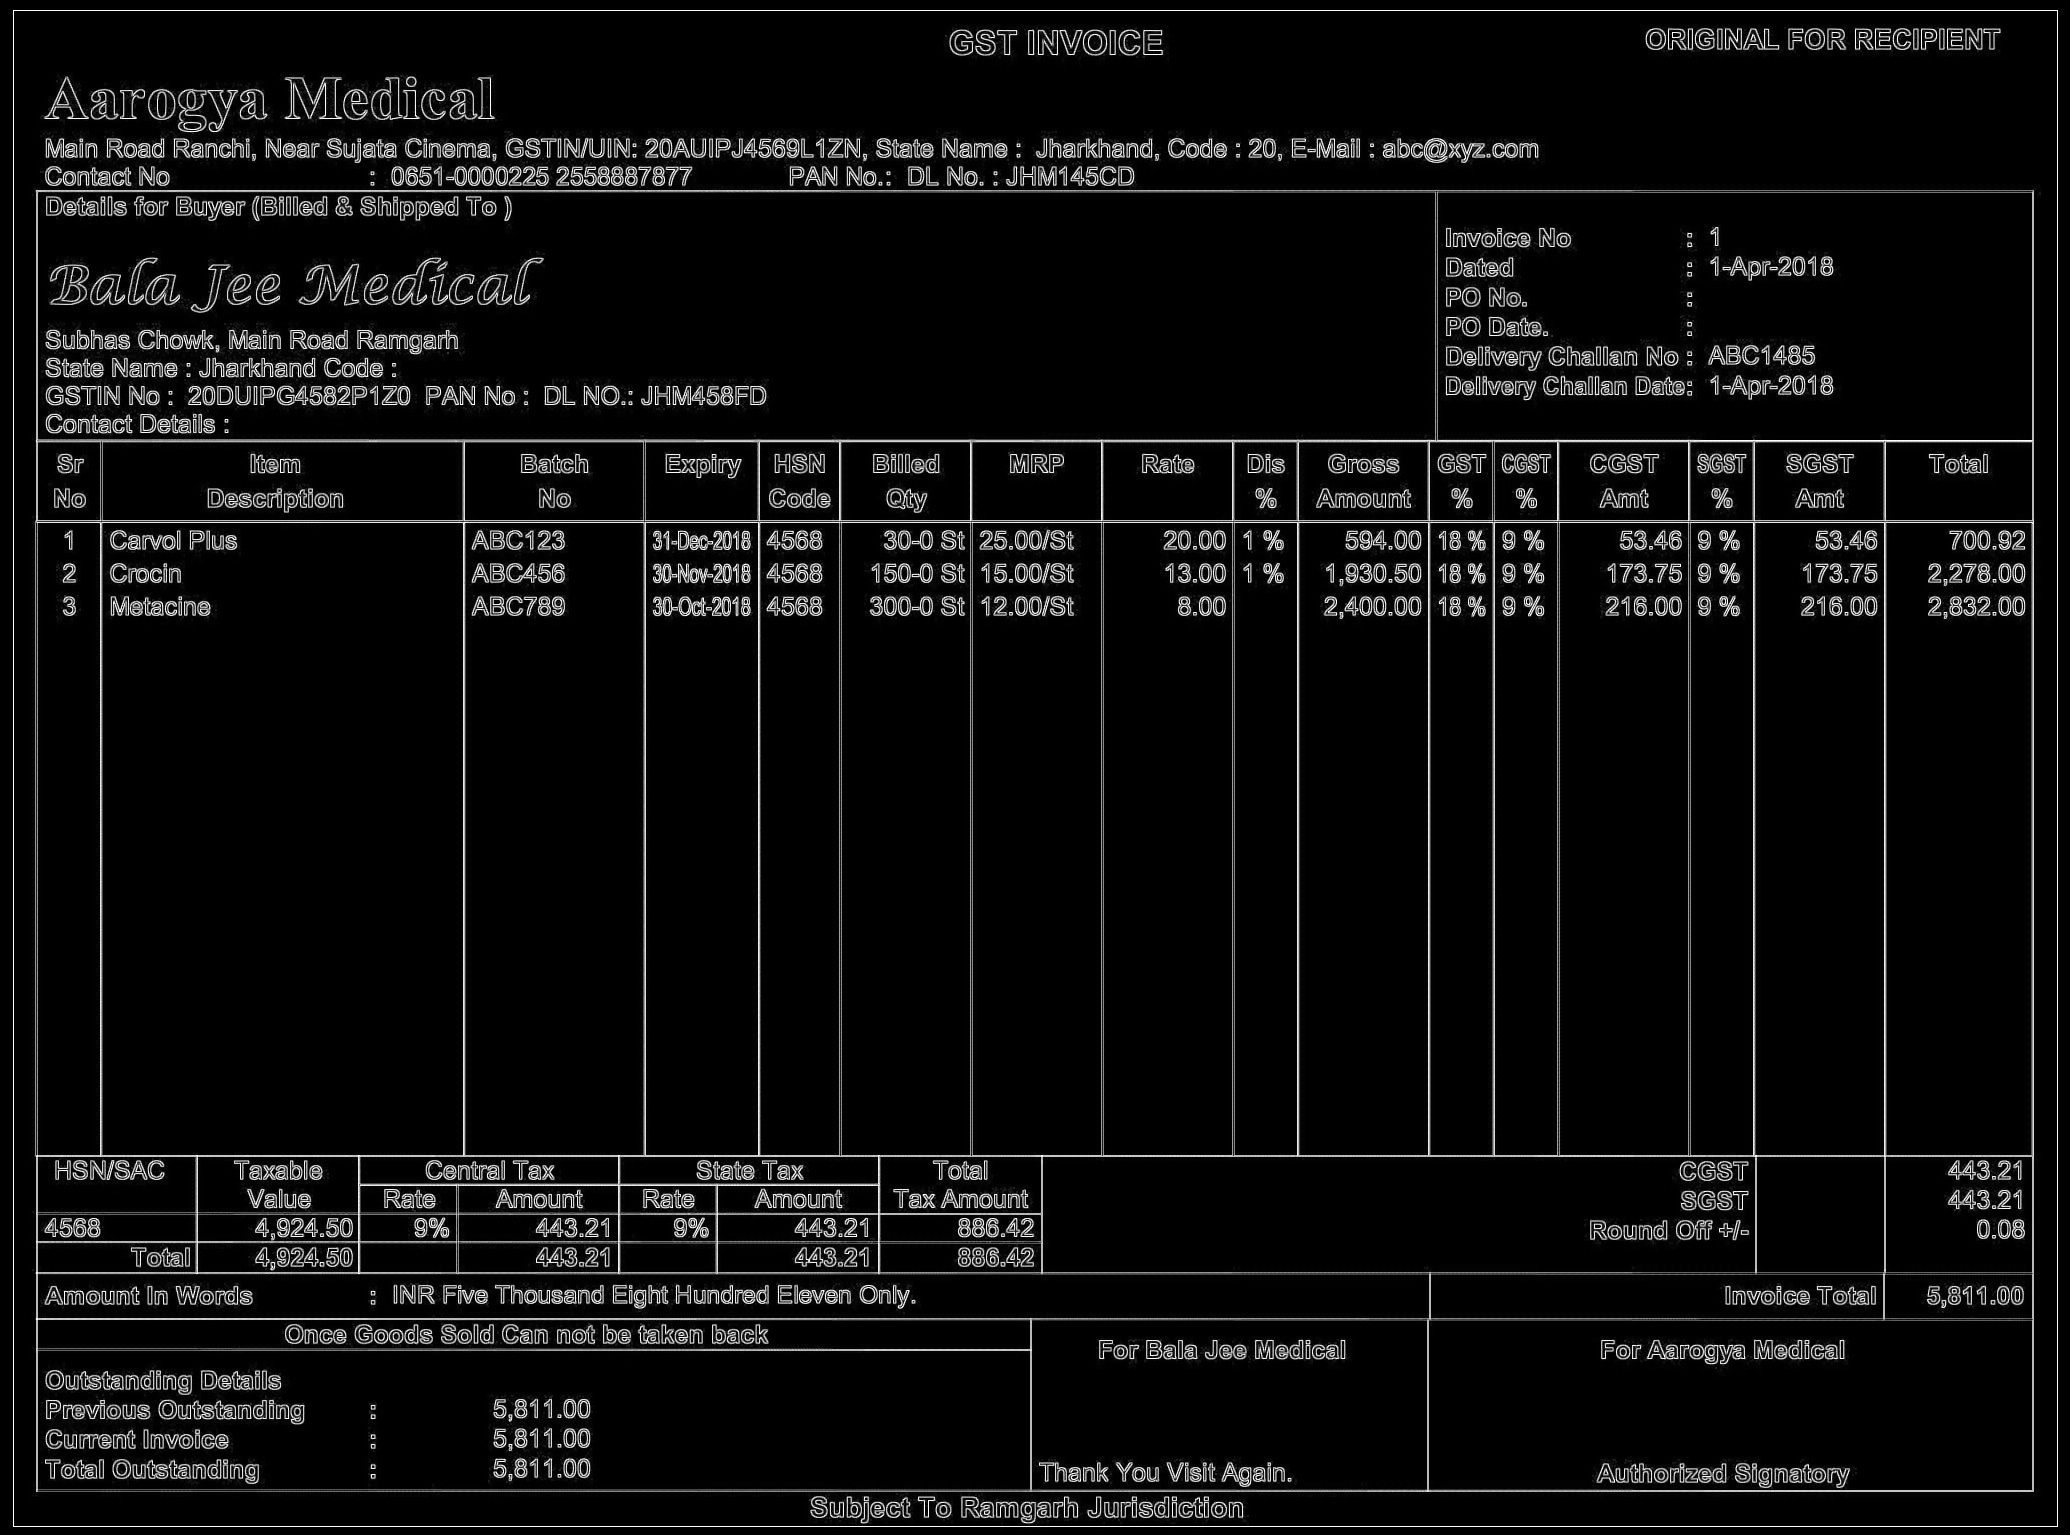 GST INVOICE
ORIGINAL FOR RECIPIENT
Aarogya Medical
Main Road Ranchi, Near Sujata Cinema, GSTIN/UIN: 20AUIPJ4569L1ZN, State Name : Jharkhand, Code : 20, E-Mail : abc@xyz.com
Contact No : 0651-0000225 2558887877 PAN No.: DL No. : JHM145CD
Details for Buyer (Billed & Shipped To )
Bala Jee Medical
Subhas Chowk, Main Road Ramgarh
State Name : Jharkhand Code :
GSTIN No : 20DUIPG4582P1Z0 PAN No : DL NO.: JHM458FD
Contact Details :
Invoice No : 1
Dated : 1-Apr-2018
PO No. :
PO Date. :
Delivery Challan No : ABC1485
Delivery Challan Date: 1-Apr-2018
Sr Item Batch Expiry HSN Billed MRP Rate Dis Gross GST CGST CGST SGST SGST Total
No Description No Code Qty % Amount % % Amt % Amt
1 Carvol Plus ABC123 31-Dec-2018 4568 30-0 St 25.00/St 20.00 1 % 594.00 18 % 9 % 53.46 9 % 53.46 700.92
2 Crocin ABC456 30-Nov-2018 4568 150-0 St 15.00/St 13.00 1 % 1,930.50 18 % 9 % 173.75 9 % 173.75 2,278.00
3 Metacine ABC789 30-Oct-2018 4568 300-0 St 12.00/St 8.00 2,400.00 18 % 9 % 216.00 9 % 216.00 2,832.00
HSN/SAC Taxable Central Tax State Tax Total
Value Rate Amount Rate Amount Tax Amount
4568 4,924.50 9% 443.21 9% 443.21 886.42
Total 4,924.50 443.21 443.21 886.42
CGST 443.21
SGST 443.21
Round Off +/- 0.08
Amount In Words : INR Five Thousand Eight Hundred Eleven Only.
Invoice Total 5,811.00
Once Goods Sold Can not be taken back
Outstanding Details
Previous Outstanding : 5,811.00
Current Invoice : 5,811.00
Total Outstanding : 5,811.00
For Bala Jee Medical
Thank You Visit Again.
For Aarogya Medical
Authorized Signatory
Subject To Ramgarh Jurisdiction